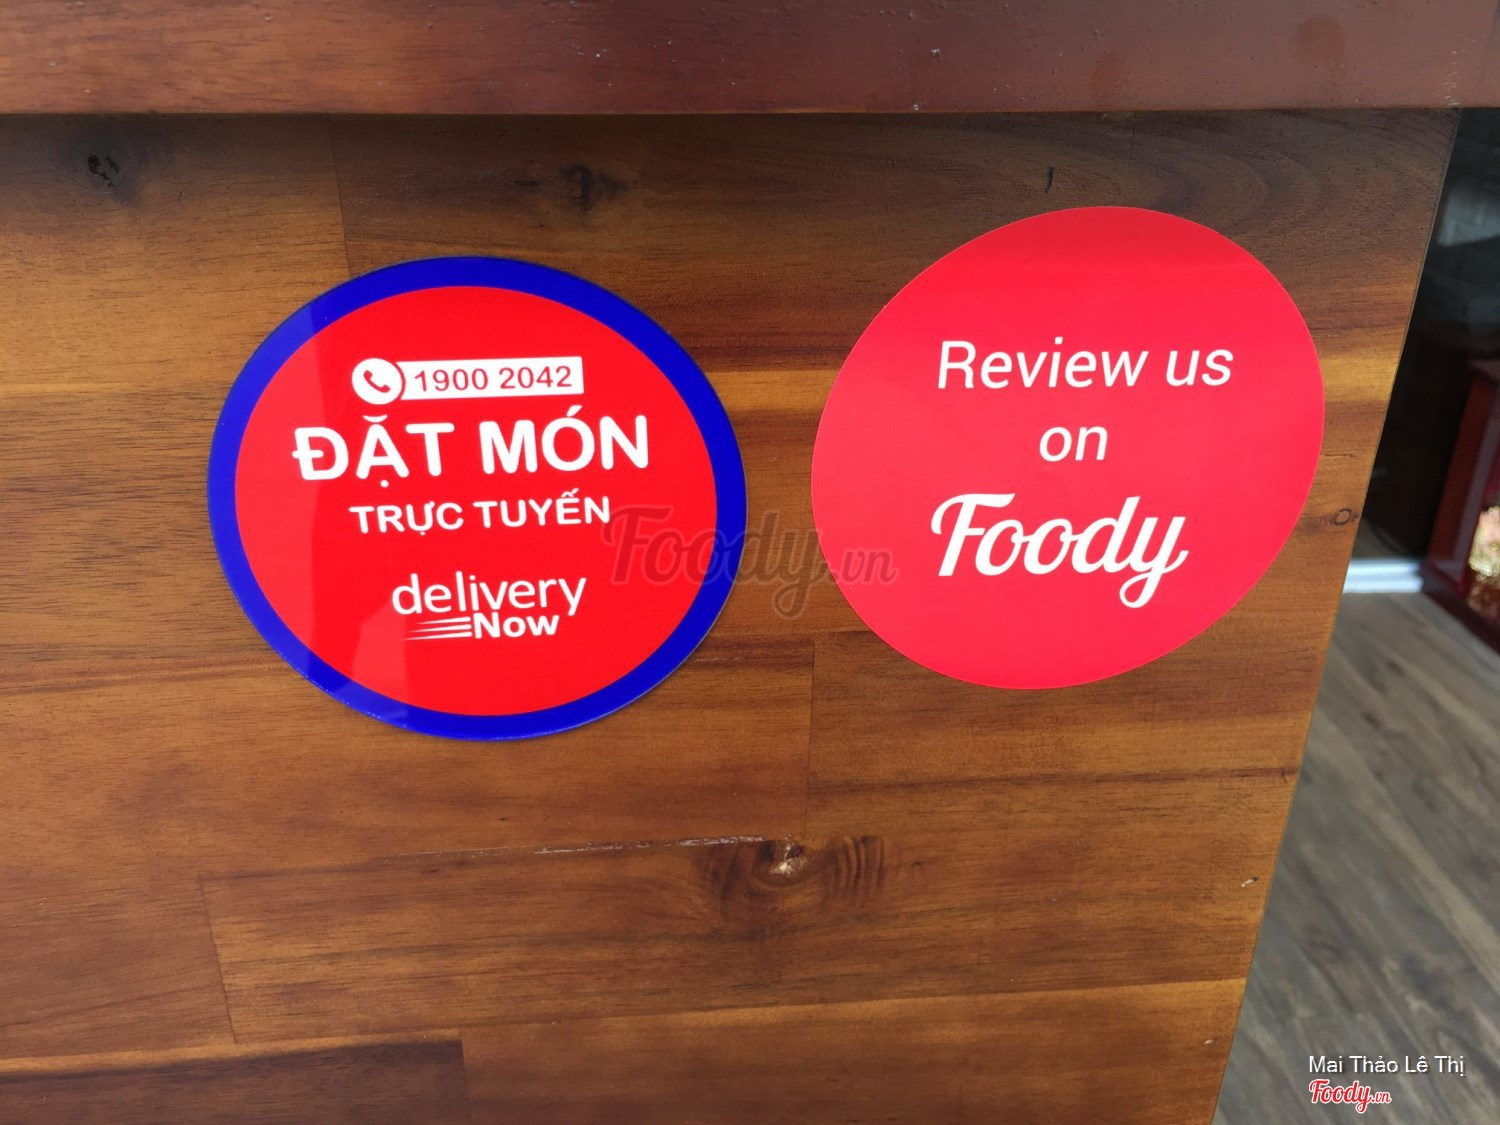 1900 2042
ĐẶT MÓN
TRỰC TUYẾN
delivery
Now
Review us
on
Foody
Foody.vn
Mai Thảo Lê Thị
Foody.vn